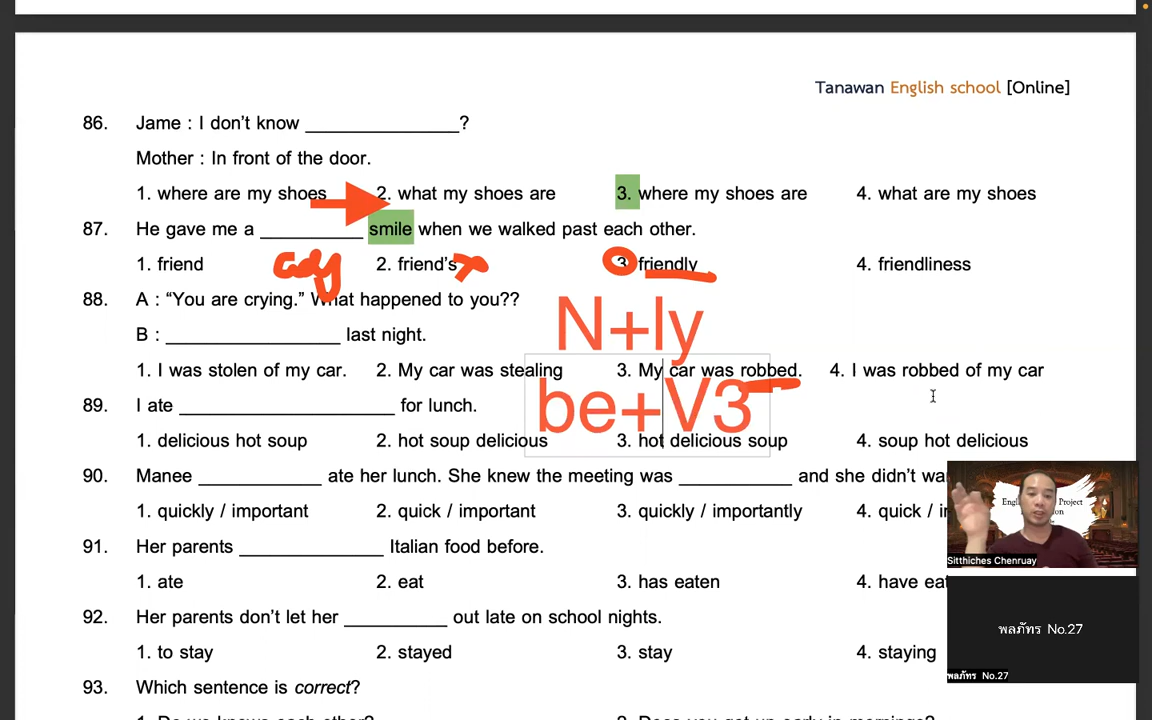 Tanawan English school [Online]
86. Jame : I don't know ______________?
Mother : In front of the door.
1. where are my shoes 2. what my shoes are 3. where my shoes are 4. what are my shoes
87. He gave me a __________ smile when we walked past each other.
1. friend 2. friend's 3. friendly 4. friendliness
Adj
88. A : “You are crying.” What happened to you??
N+ly
B : _________________ last night.
1. I was stolen of my car. 2. My car was stealing 3. My car was robbed. 4. I was robbed of my car
be+V3
89. I ate _____________________ for lunch.
1. delicious hot soup 2. hot soup delicious 3. hot delicious soup 4. soup hot delicious
90. Manee ____________ ate her lunch. She knew the meeting was ___________ and she didn't
1. quickly / important 2. quick / important 3. quickly / importantly 4. quick /
91. Her parents ______________ Italian food before.
1. ate 2. eat 3. has eaten 4. have
92. Her parents don't let her __________ out late on school nights.
1. to stay 2. stayed 3. stay 4. staying
93. Which sentence is correct?
Project
Sitthiches Chenruay
พลภัทร No.27
พลภัทร No.27